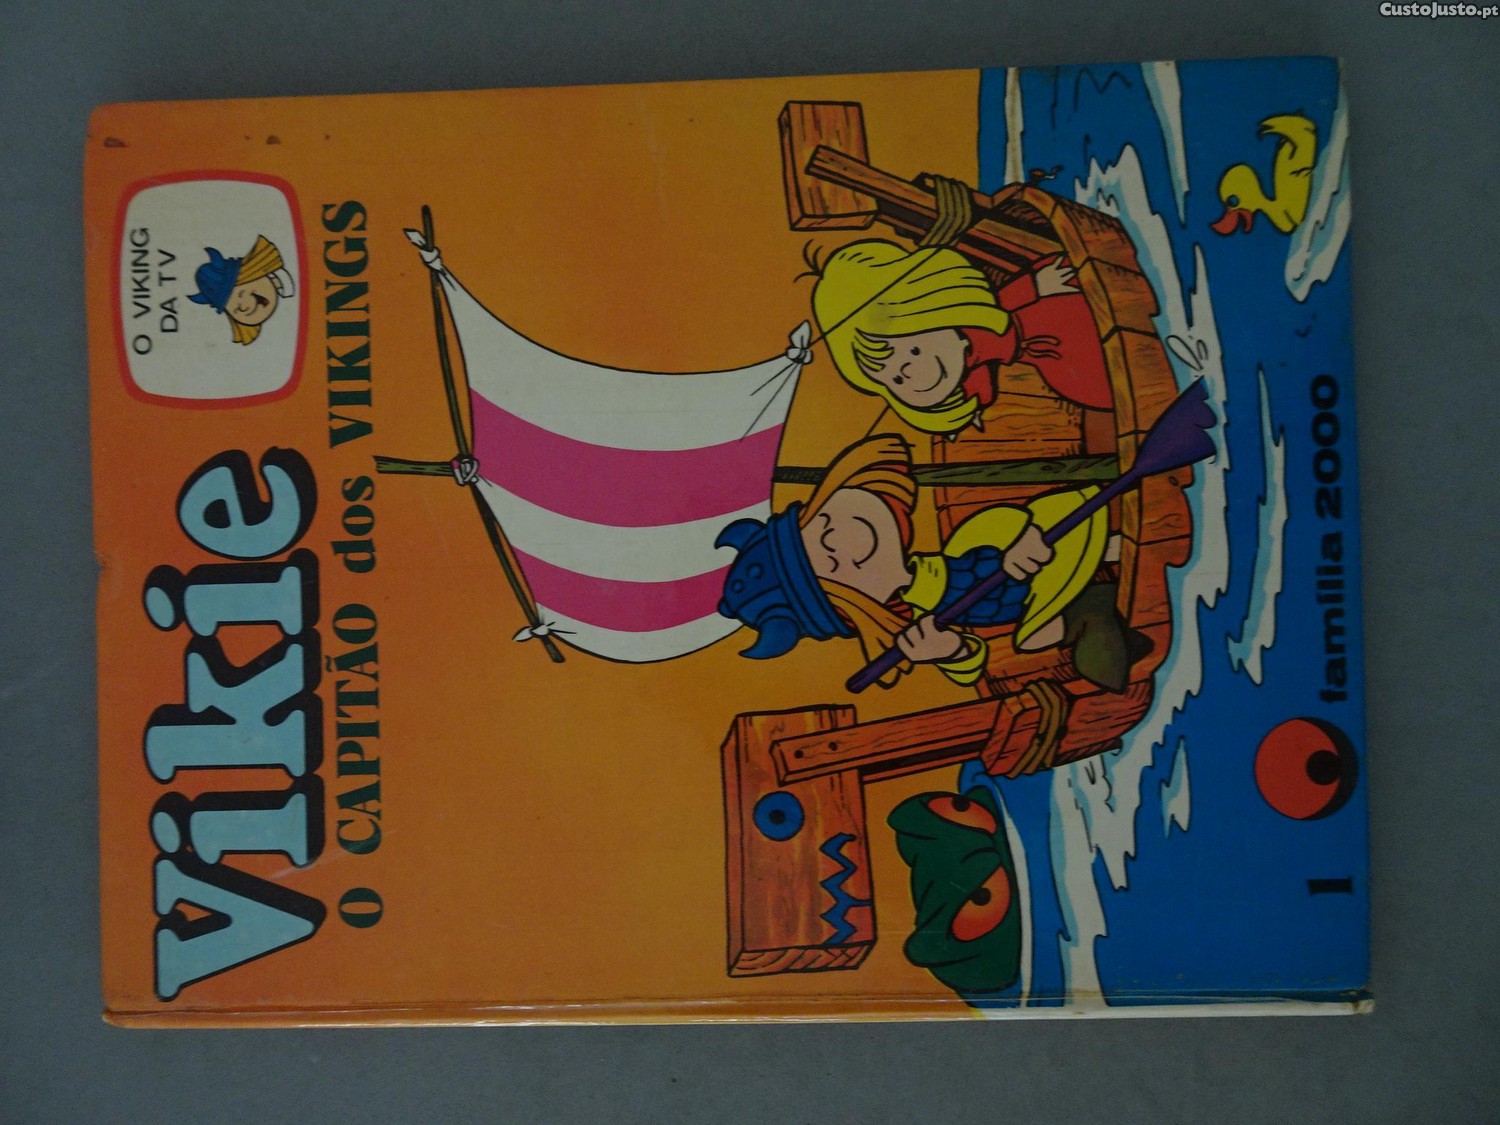 CustoJusto.pt
Vikie
O VIKING
DA TV
O CAPITÃO dos VIKINGS
1
família 2000